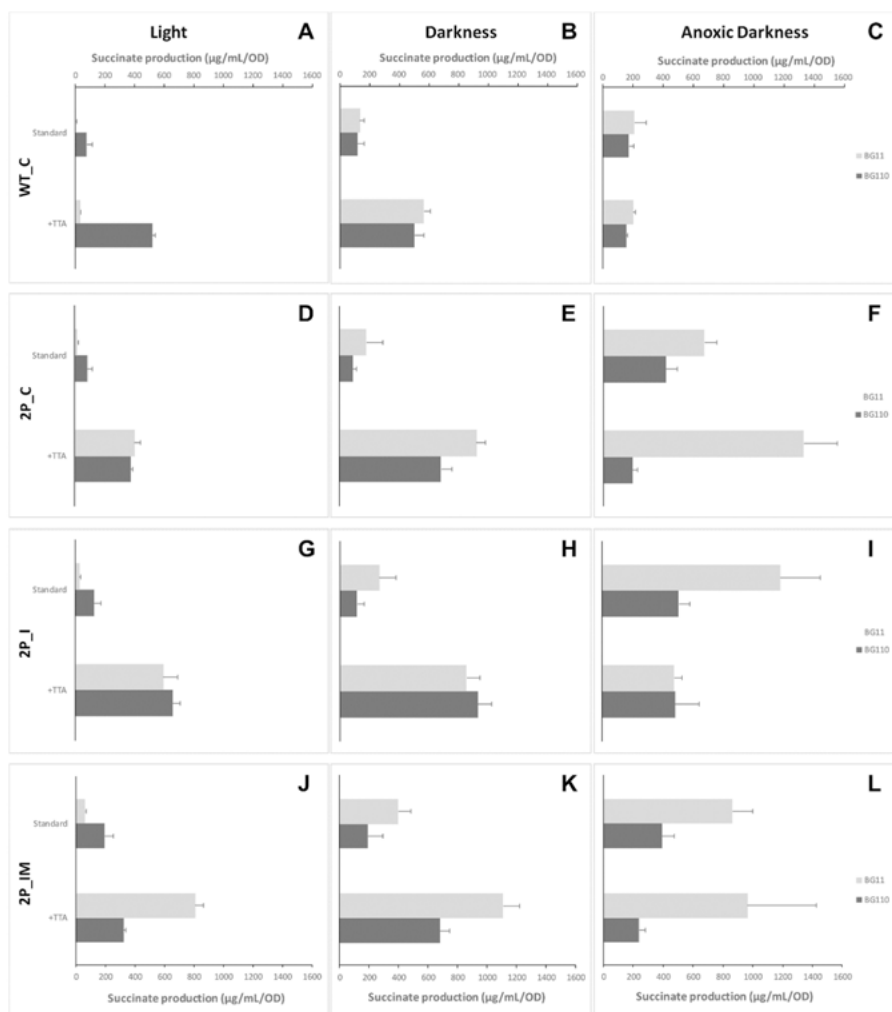 Light A Darkness B Anoxic Darkness C
Succinate production (µg/mL/OD) Succinate production (µg/mL/OD) Succinate production (µg/mL/OD)
0 200 400 600 800 1000 1200 1400 1600 0 200 400 600 800 1000 1200 1400 1600 0 200 400 600 800 1000 1200 1400 1600
WT_C
Standard
+TTA
BG11
BG110
D E F
2P_C
Standard
+TTA
BG11
BG110
G H I
2P_I
Standard
+TTA
BG11
BG110
J K L
2P_IM
Standard
+TTA
BG11
BG110
0 200 400 600 800 1000 1200 1400 1600 0 200 400 600 800 1000 1200 1400 1600 0 200 400 600 800 1000 1200 1400 1600
Succinate production (µg/mL/OD) Succinate production (µg/mL/OD) Succinate production (µg/mL/OD)